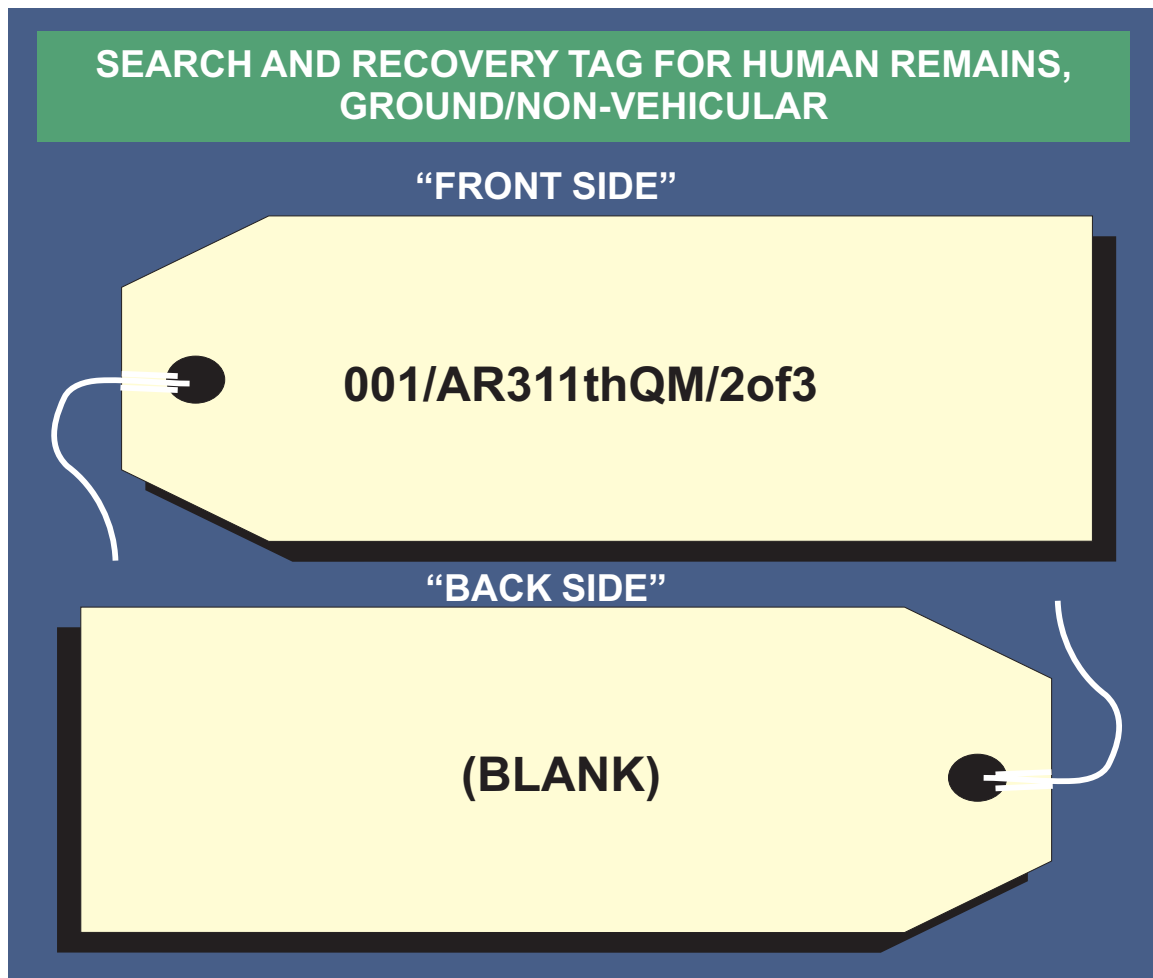 SEARCH AND RECOVERY TAG FOR HUMAN REMAINS,
GROUND/NON-VEHICULAR
“FRONT SIDE”
001/AR311thQM/2of3
“BACK SIDE”
(BLANK)